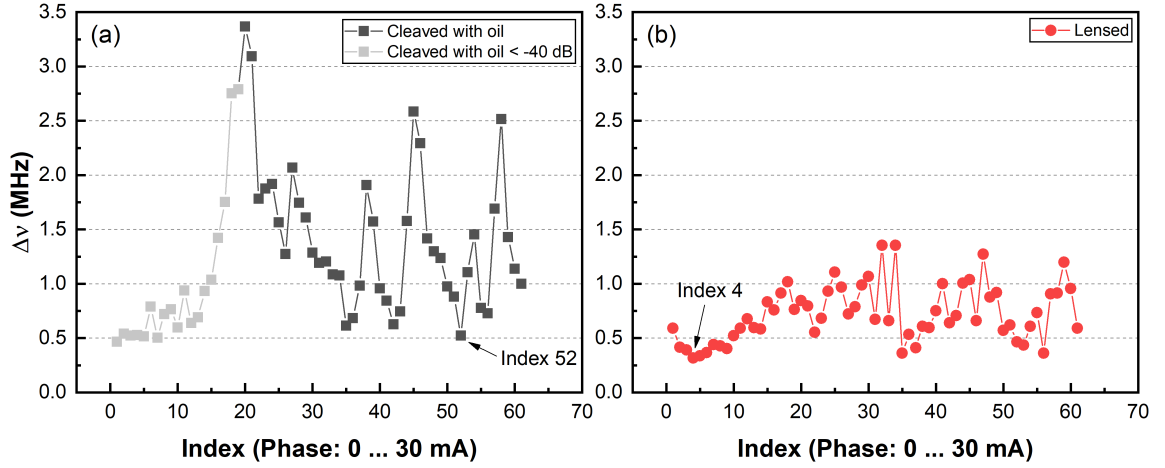 (a)
Cleaved with oil
Cleaved with oil < -40 dB
3.5
3.0
2.5
2.0
1.5
1.0
0.5
0.0
Δν (MHz)
Index 52
0 10 20 30 40 50 60 70
Index (Phase: 0 ... 30 mA)
(b)
Lensed
3.5
3.0
2.5
2.0
1.5
1.0
0.5
0.0
Index 4
0 10 20 30 40 50 60 70
Index (Phase: 0 ... 30 mA)